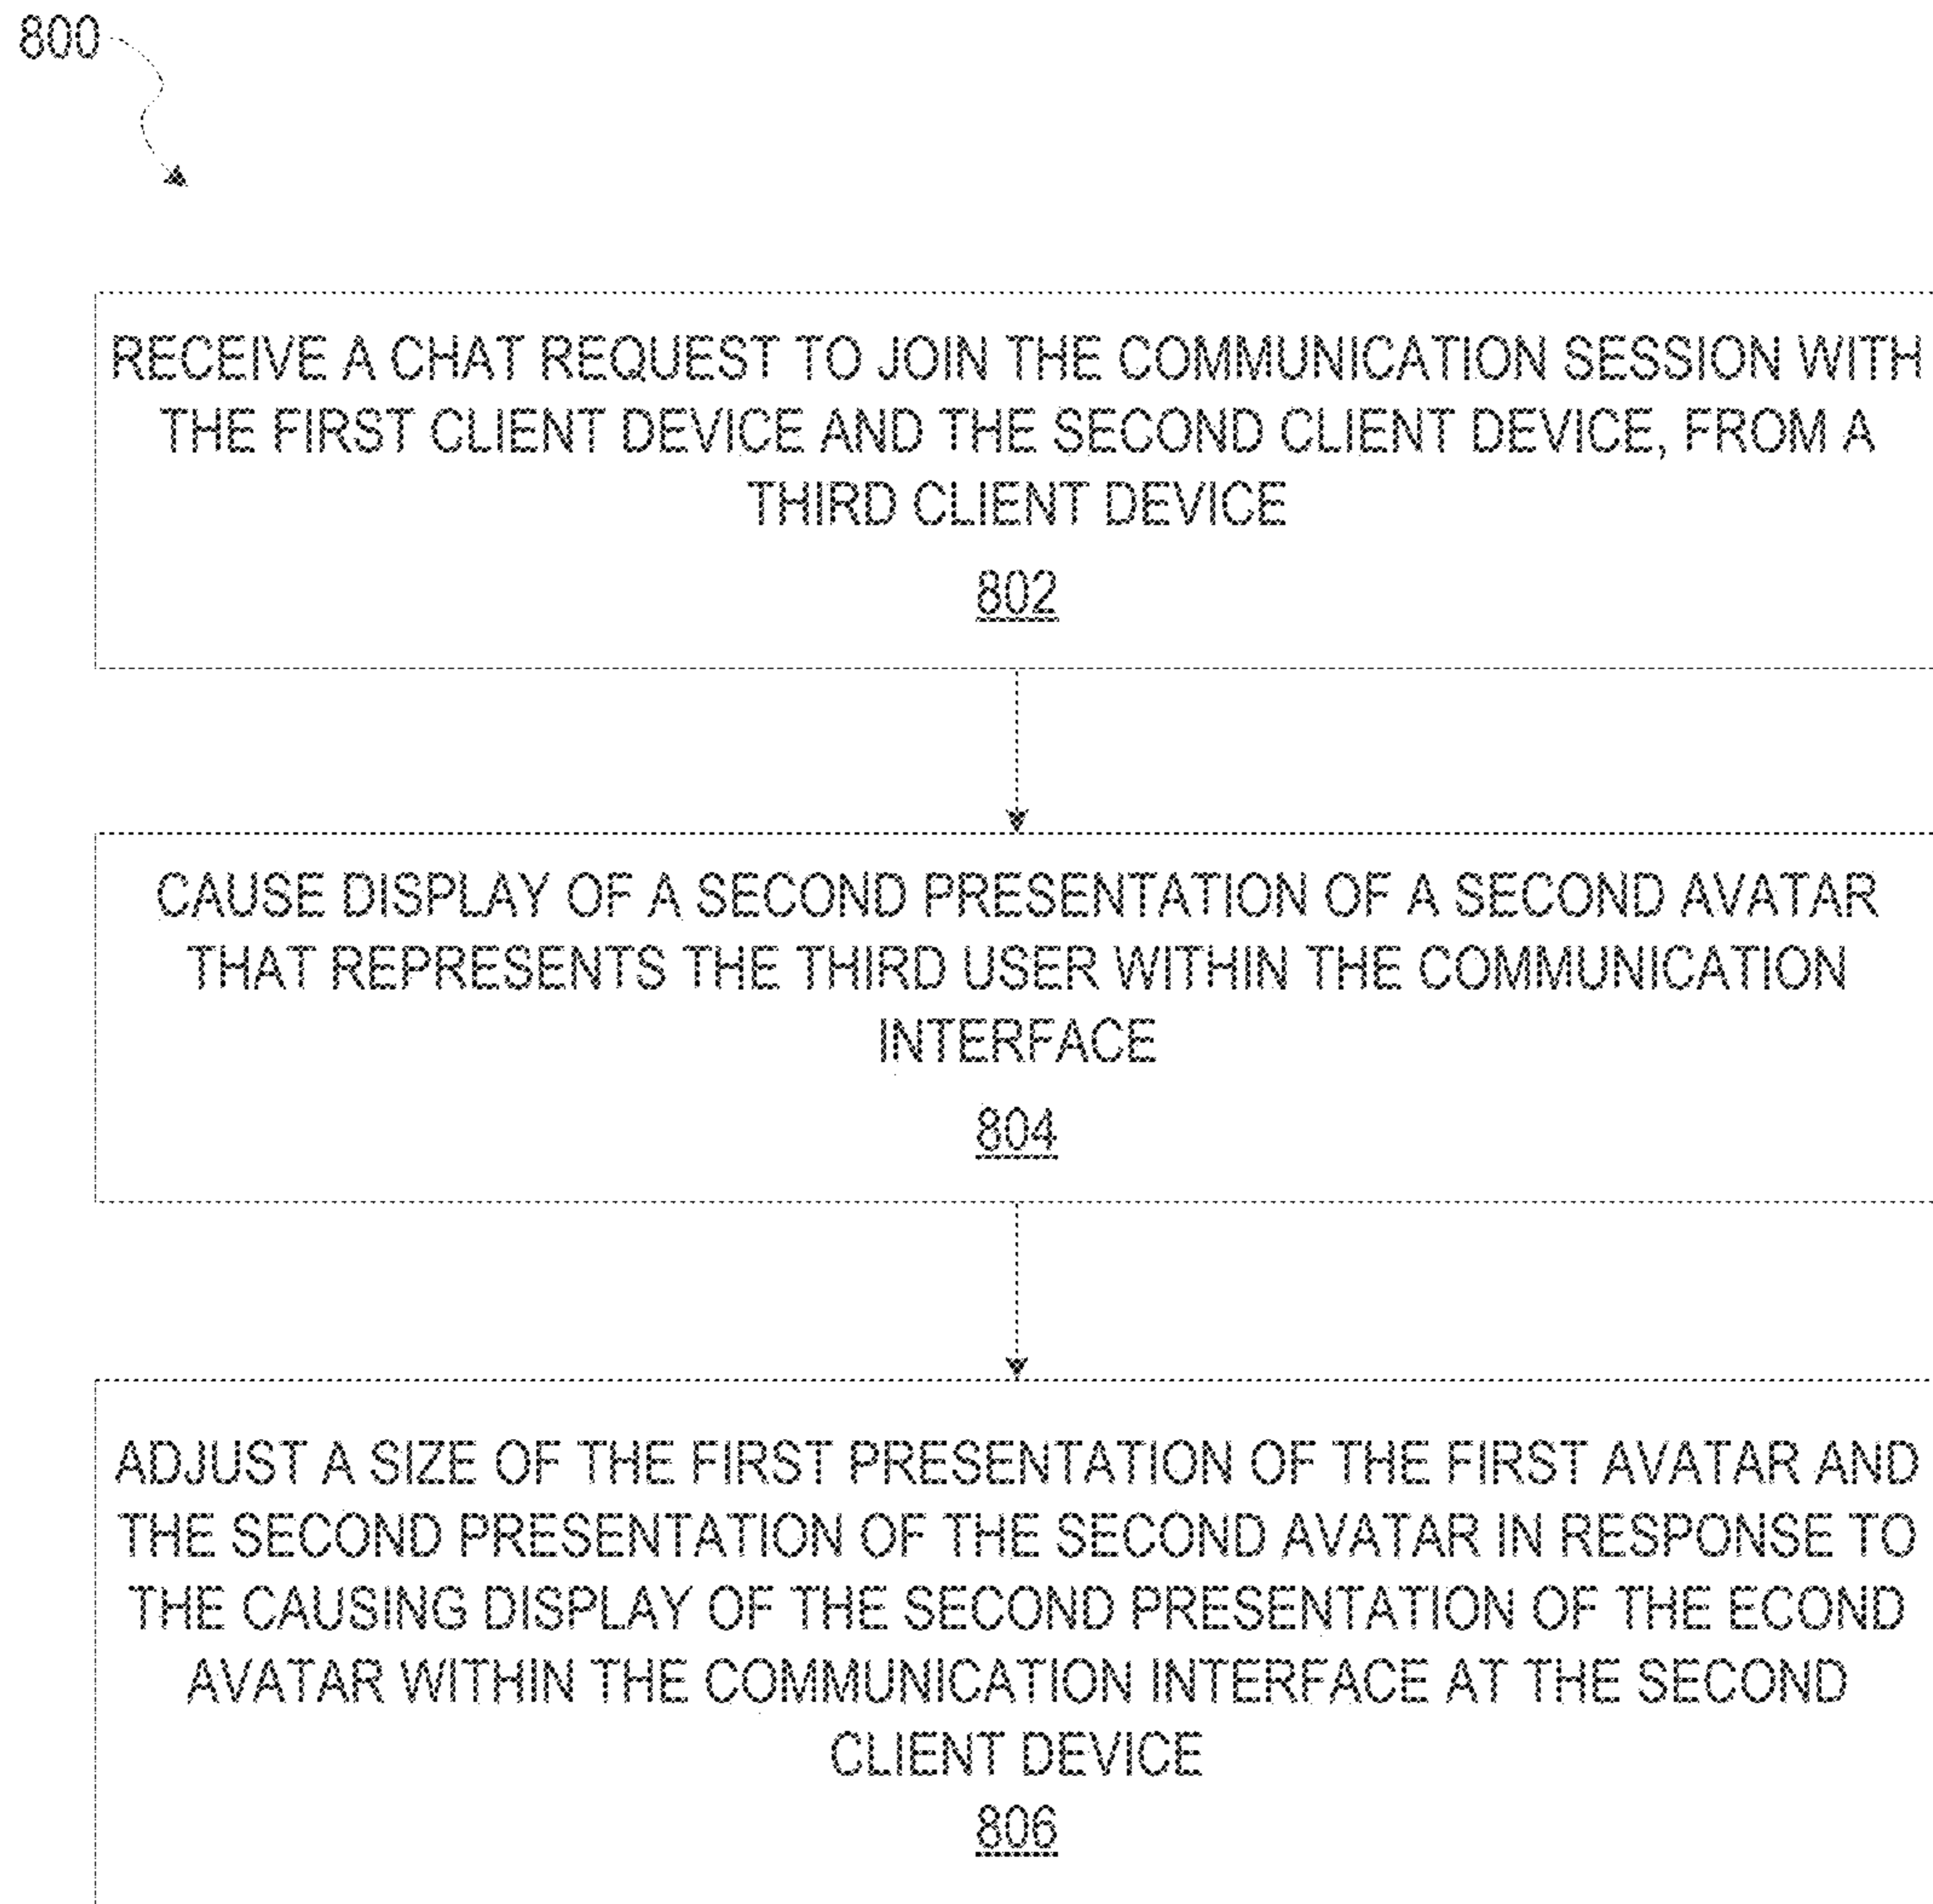 800
RECEIVE A CHAT REQUEST TO JOIN THE COMMUNICATION SESSION WITH
THE FIRST CLIENT DEVICE AND THE SECOND CLIENT DEVICE, FROM A
THIRD CLIENT DEVICE
802
CAUSE DISPLAY OF A SECOND PRESENTATION OF A SECOND AVATAR
THAT REPRESENTS THE THIRD USER WITHIN THE COMMUNICATION
INTERFACE
804
ADJUST A SIZE OF THE FIRST PRESENTATION OF THE FIRST AVATAR AND
THE SECOND PRESENTATION OF THE SECOND AVATAR IN RESPONSE TO
THE CAUSING DISPLAY OF THE SECOND PRESENTATION OF THE ECOND
AVATAR WITHIN THE COMMUNICATION INTERFACE AT THE SECOND
CLIENT DEVICE
806